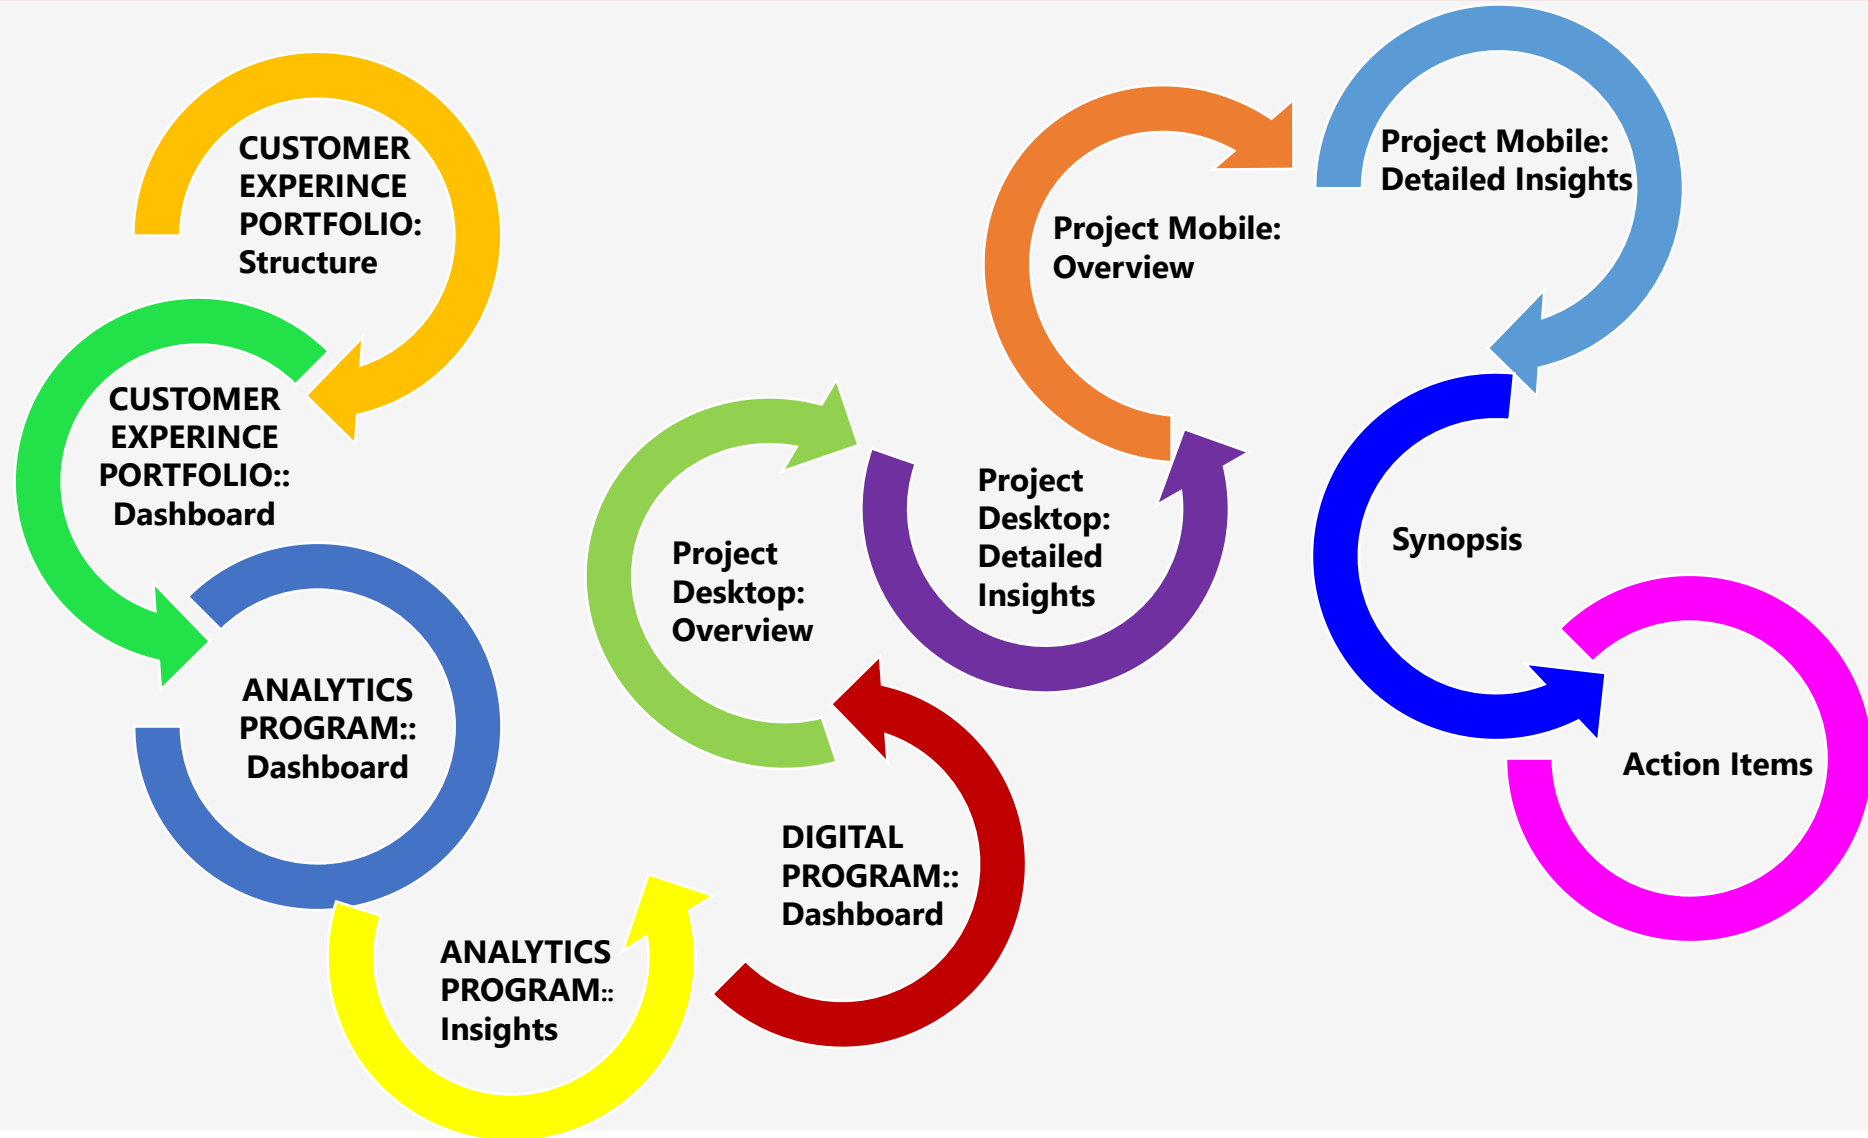 CUSTOMER
EXPERINCE
PORTFOLIO:
Structure
CUSTOMER
EXPERINCE
PORTFOLIO::
Dashboard
ANALYTICS
PROGRAM::
Dashboard
ANALYTICS
PROGRAM::
Insights
DIGITAL
PROGRAM::
Dashboard
Project
Desktop:
Overview
Project
Desktop:
Detailed
Insights
Project Mobile:
Overview
Project Mobile:
Detailed Insights
Synopsis
Action Items